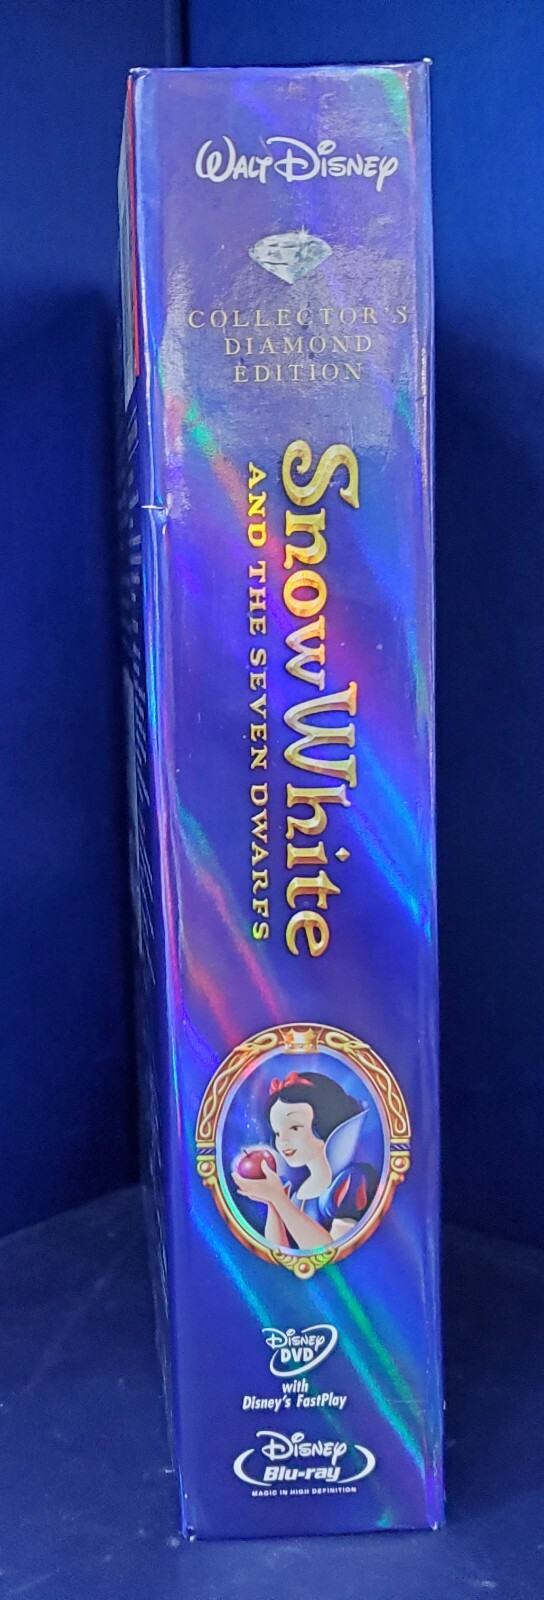 WALT DISNEY
COLLECTOR'S
DIAMOND
EDITION
Snow White
AND THE SEVEN DWARFS
Disney
DVD
with
Disney's FastPlay
Disney
Blu-ray
MAGIC IN HIGH DEFINITION